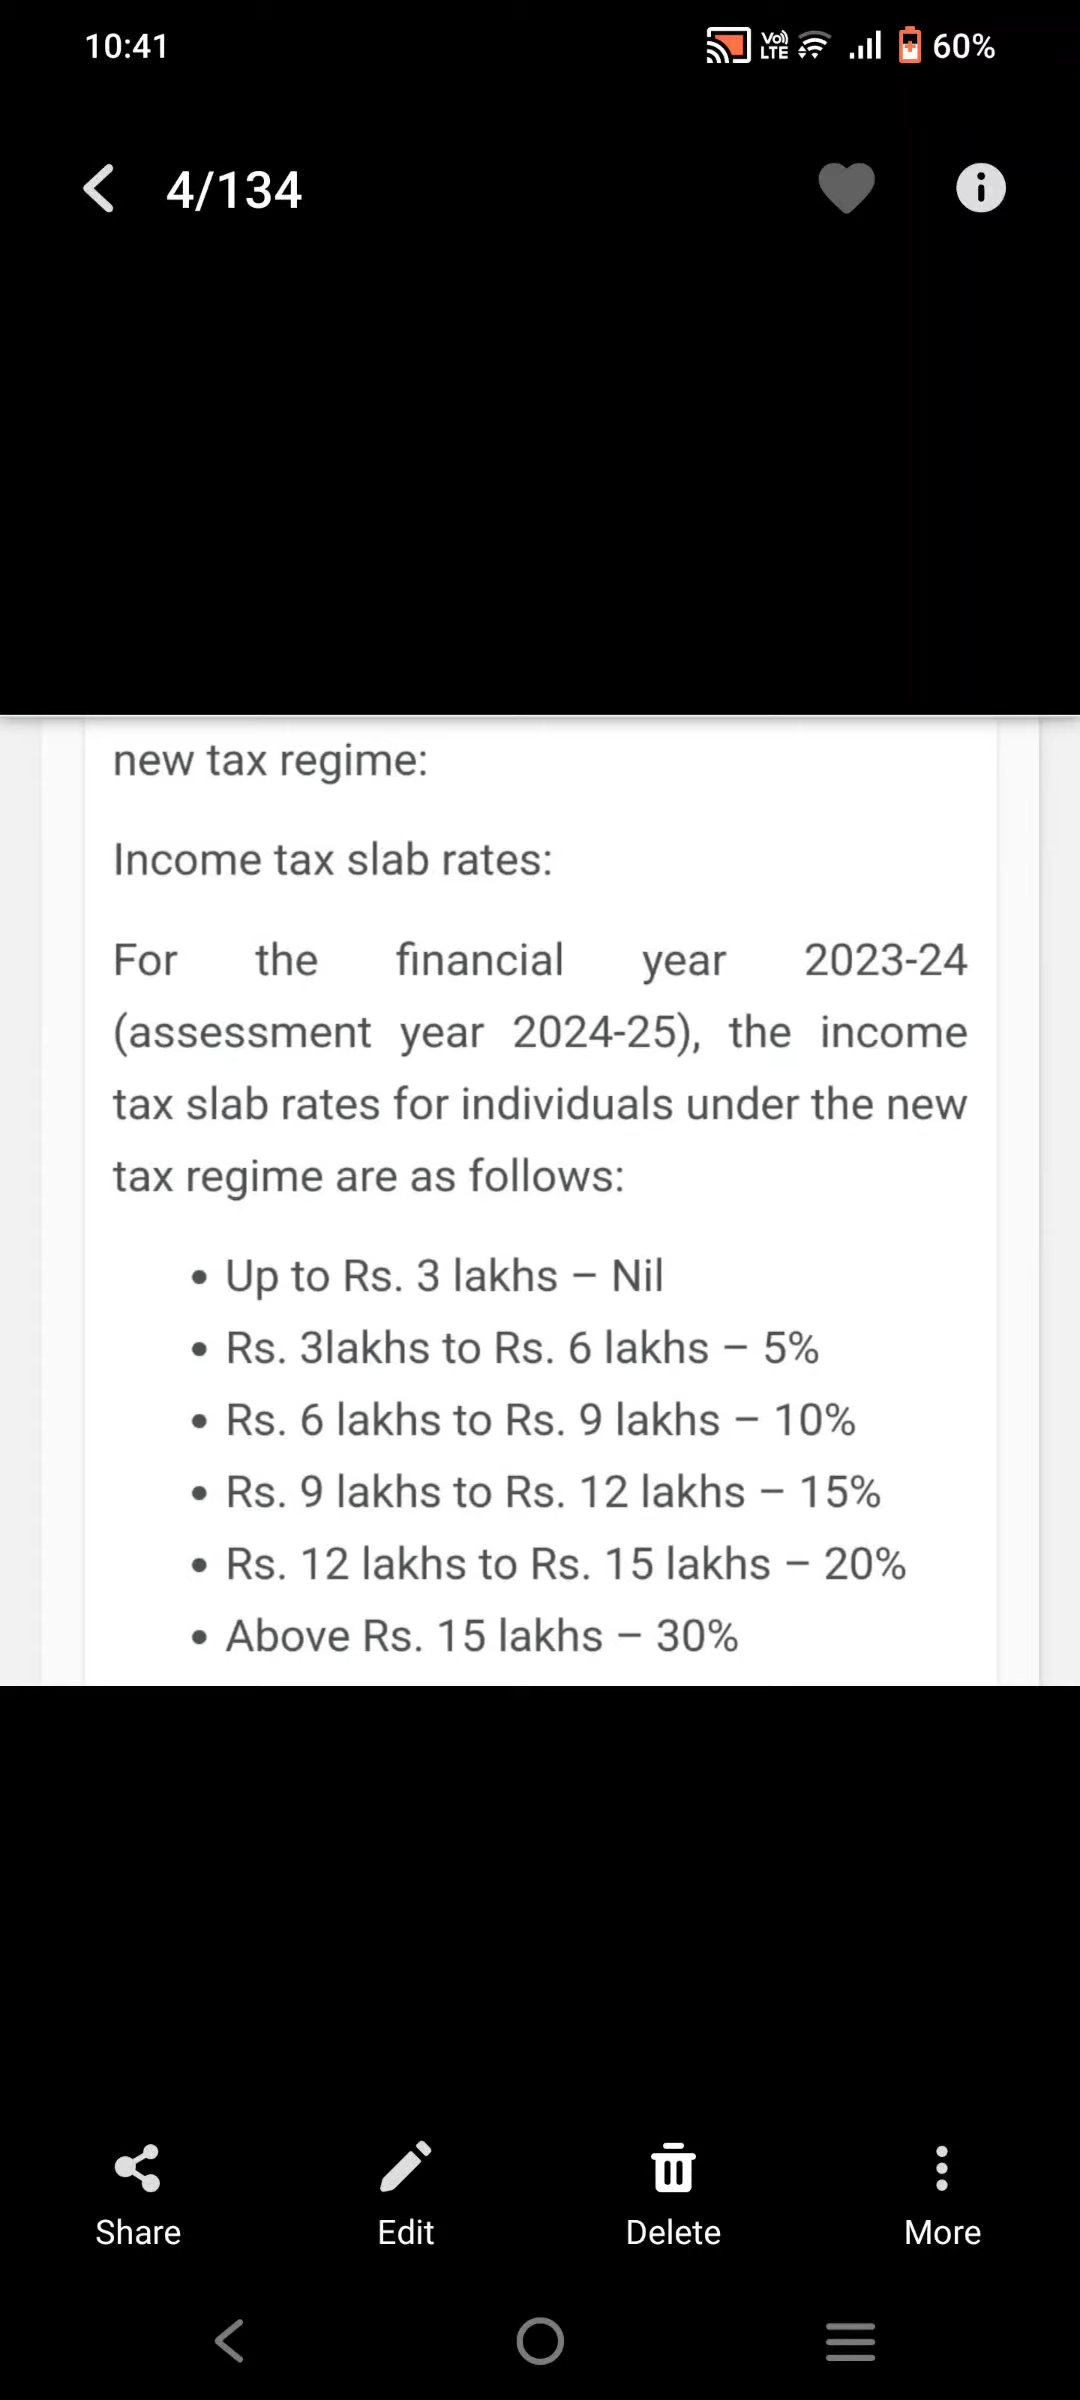 10:41
Vo)) LTE 60%
4/134
new tax regime:
Income tax slab rates:
For the financial year 2023-24
(assessment year 2024-25), the income
tax slab rates for individuals under the new
tax regime are as follows:
• Up to Rs. 3 lakhs – Nil
• Rs. 3lakhs to Rs. 6 lakhs – 5%
• Rs. 6 lakhs to Rs. 9 lakhs – 10%
• Rs. 9 lakhs to Rs. 12 lakhs – 15%
• Rs. 12 lakhs to Rs. 15 lakhs – 20%
• Above Rs. 15 lakhs – 30%
Share Edit Delete More